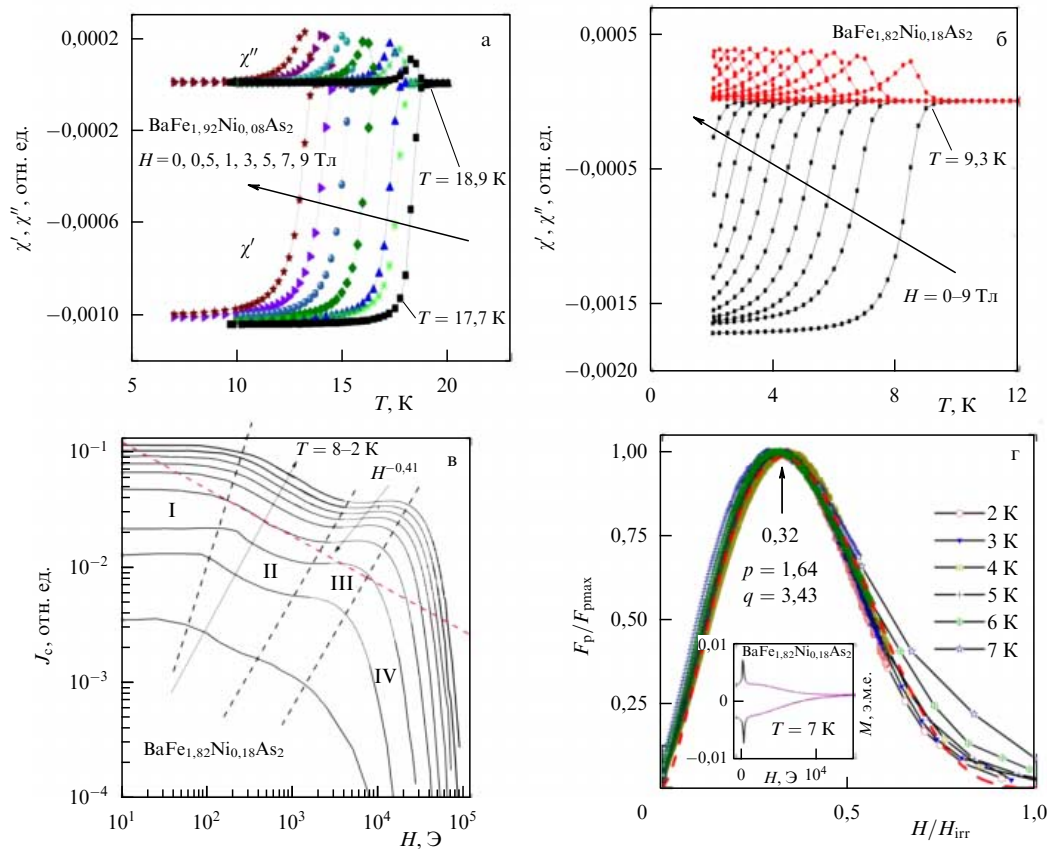 а
0,0002
0
−0,0002
−0,0006
−0,0010
χ′, χ″, отн. ед.
χ″
BaFe1,92Ni0,08As2
H = 0, 0,5, 1, 3, 5, 7, 9 Тл
T = 18,9 К
χ′
T = 17,7 К
5
10
15
20
T, К
б
0,0005
0
−0,0005
−0,0015
−0,0020
χ′, χ″, отн. ед.
BaFe1,82Ni0,18As2
T = 9,3 К
H = 0–9 Тл
0
4
8
12
T, К
в
10−1
10−2
10−3
10−4
Jc, отн. ед.
T = 8–2 К
H−0,41
I
II
III
IV
BaFe1,82Ni0,18As2
101
102
103
104
105
H, Э
г
1,00
0,75
0,50
0,25
0
Fp/Fpmax
0,32
p = 1,64
q = 3,43
2 К
3 К
4 К
5 К
6 К
7 К
0,01
0
−0,01
BaFe1,82Ni0,18As2
T = 7 К
M, э.м.е.
0
104
H, Э
0
0,5
1,0
H/Hirr